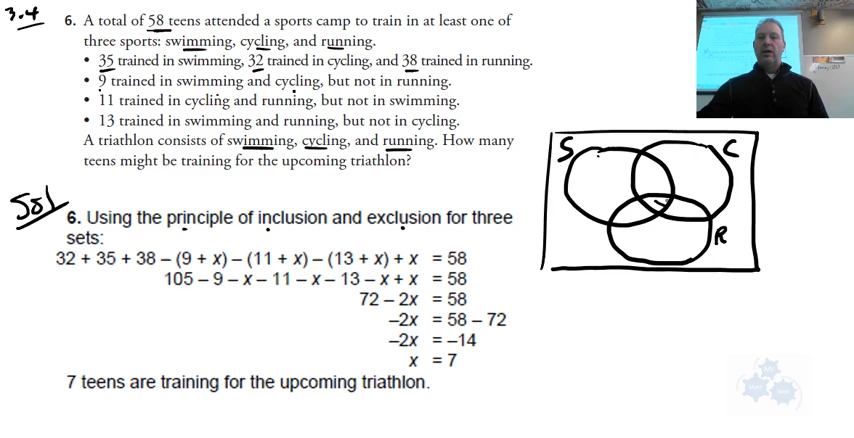 3.4
6. A total of 58 teens attended a sports camp to train in at least one of
three sports: swimming, cycling, and running.
• 35 trained in swimming, 32 trained in cycling, and 38 trained in running.
• 9 trained in swimming and cycling, but not in running.
• 11 trained in cycling and running, but not in swimming.
• 13 trained in swimming and running, but not in cycling.
A triathlon consists of swimming, cycling, and running. How many
teens might be training for the upcoming triathlon?
S C
R
Sol
6. Using the principle of inclusion and exclusion for three
sets:
32 + 35 + 38 – (9 + x) – (11 + x) – (13 + x) + x = 58
105 – 9 – x – 11 – x – 13 – x + x = 58
72 – 2x = 58
–2x = 58 – 72
–2x = –14
x = 7
7 teens are training for the upcoming triathlon.